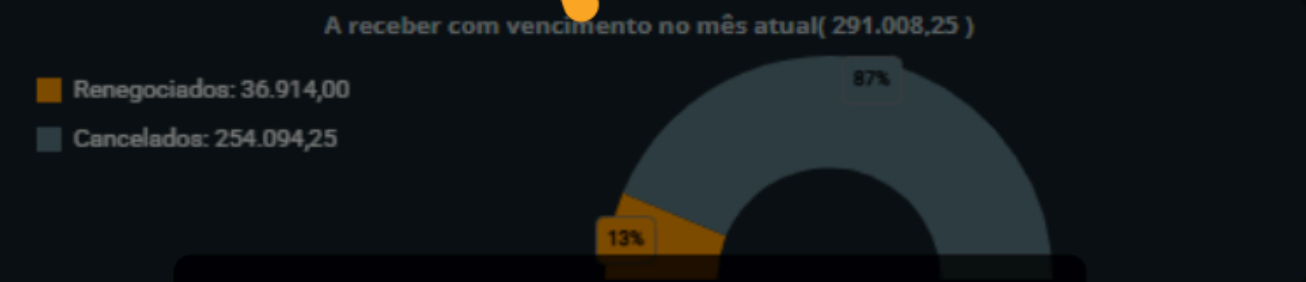 A receber com vencimento no mês atual( 291.008,25 )
Renegociados: 36.914,00
Cancelados: 254.094,25
87%
13%